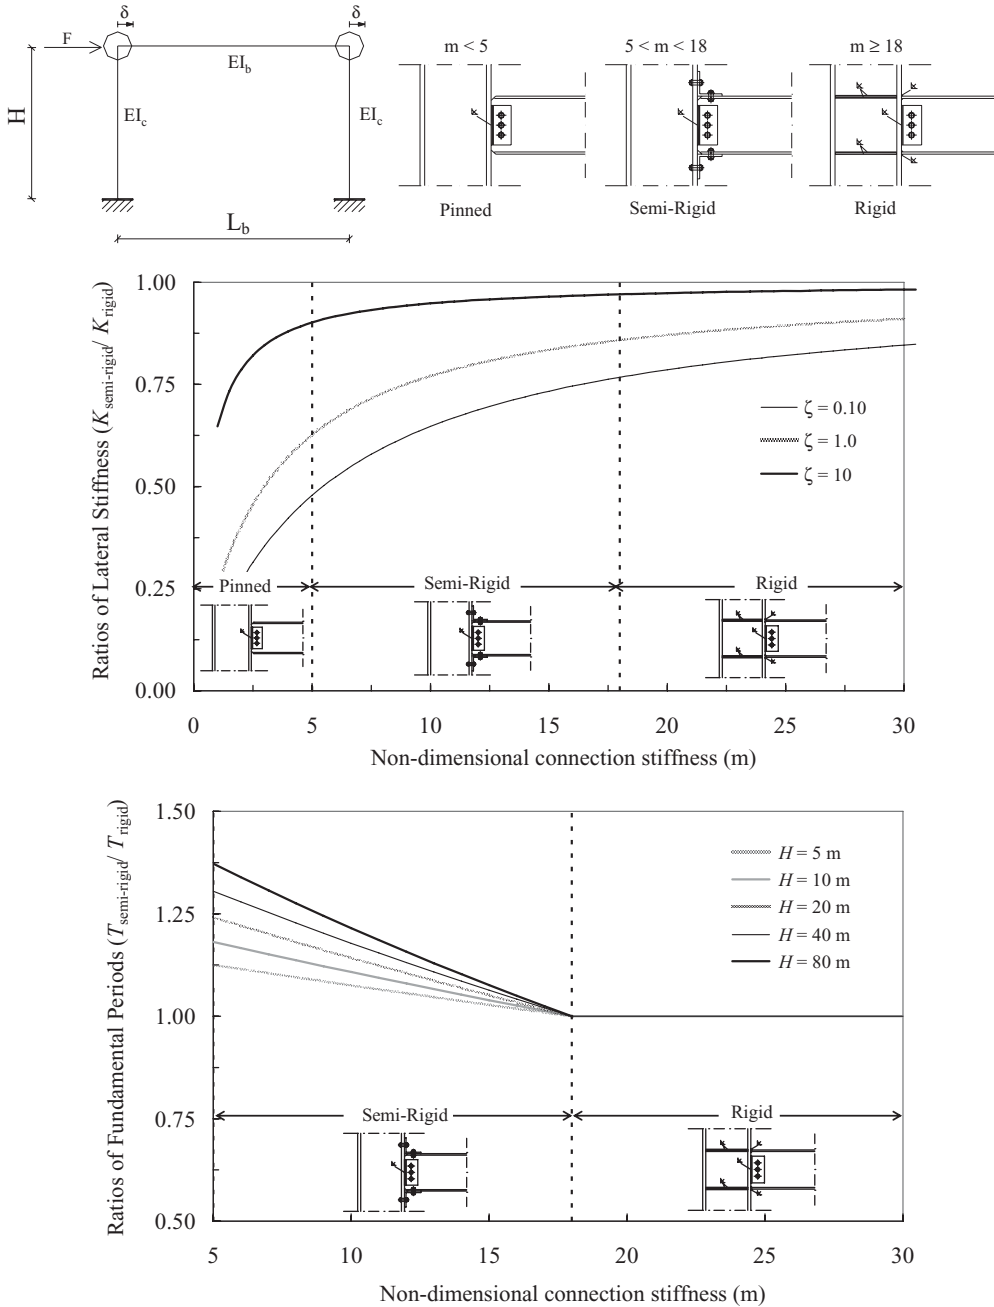 δ
δ
F
EI_b
H
EI_c
EI_c
L_b
m < 5
5 < m < 18
m ≥ 18
Pinned
Semi-Rigid
Rigid
Ratios of Lateral Stiffness (K_semi-rigid/ K_rigid)
1.00
0.75
0.50
0.25
0.00
ζ = 0.10
ζ = 1.0
ζ = 10
Pinned
Semi-Rigid
Rigid
0
5
10
15
20
25
30
Non-dimensional connection stiffness (m)
Ratios of Fundamental Periods (T_semi-rigid/ T_rigid)
1.50
1.25
1.00
0.75
0.50
H = 5 m
H = 10 m
H = 20 m
H = 40 m
H = 80 m
Semi-Rigid
Rigid
5
10
15
20
25
30
Non-dimensional connection stiffness (m)